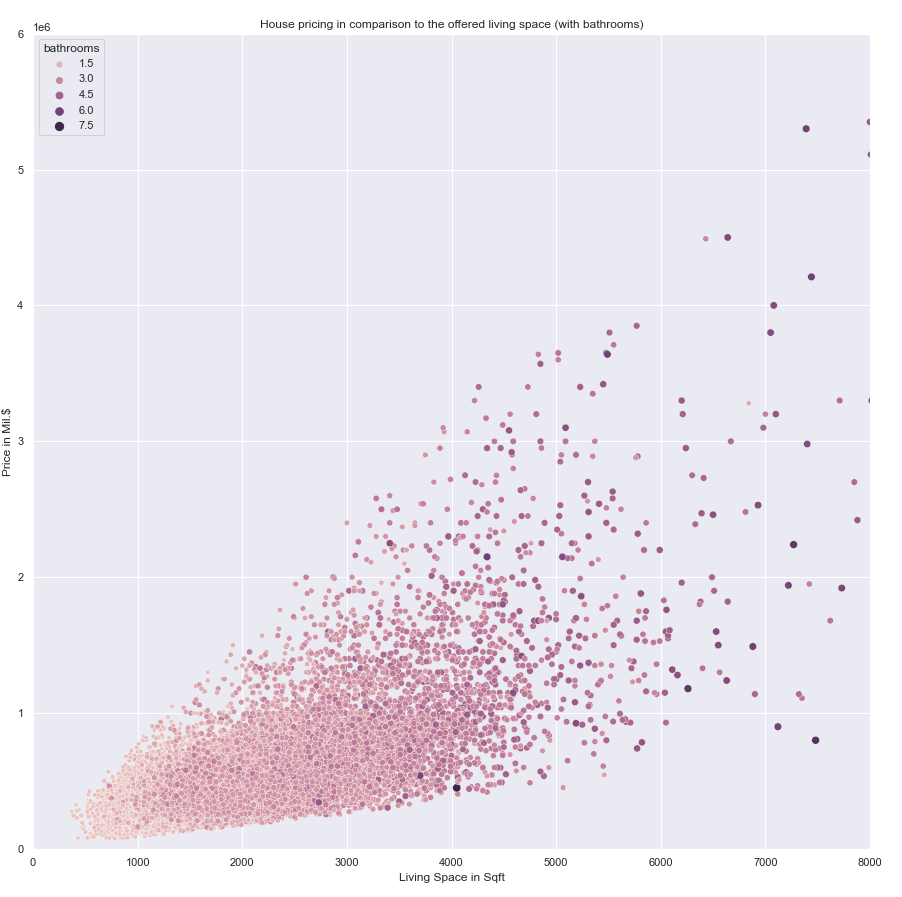 House pricing in comparison to the offered living space (with bathrooms)
1e6
6
bathrooms
1.5
3.0
4.5
6.0
7.5
5
4
3
2
1
0
Price in Mil.$
0 1000 2000 3000 4000 5000 6000 7000 8000
Living Space in Sqft